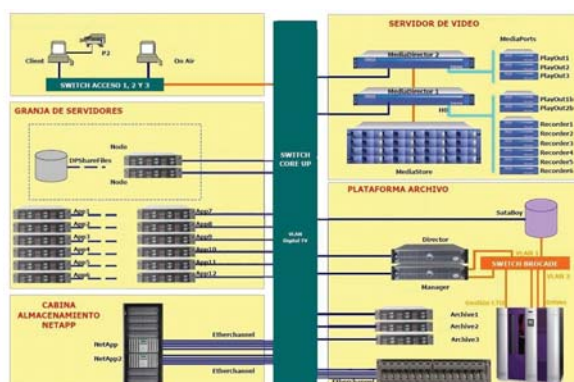 P2
Client
On Air
SWITCH ACCESO 1, 2 Y 3
GRANJA DE SERVIDORES
DPShareFiles
Nodo
Nodo
App1
App2
App3
App4
App5
App6
App7
App8
App9
App10
App11
App12
CABINA
ALMACENAMIENTO
NETAPP
NetApp
NetApp2
Etherchannel
Etherchannel
SWITCH
CORE UP
VLAN
Digital TV
SERVIDOR DE VIDEO
MediaPorts
MediaDirector 2
MediaDirector 1
MediaStore
PlayOut1
PlayOut2
PlayOut3
PlayOut1b
PlayOut2b
Recorder1
Recorder2
Recorder3
Recorder4
Recorder5
Recorder6
PLATAFORMA ARCHIVO
SataBoy
Director
Manager
VLAN
SWITCH BROCADE
VLAN
Drives
Archive1
Archive2
Archive3
Etherchannel